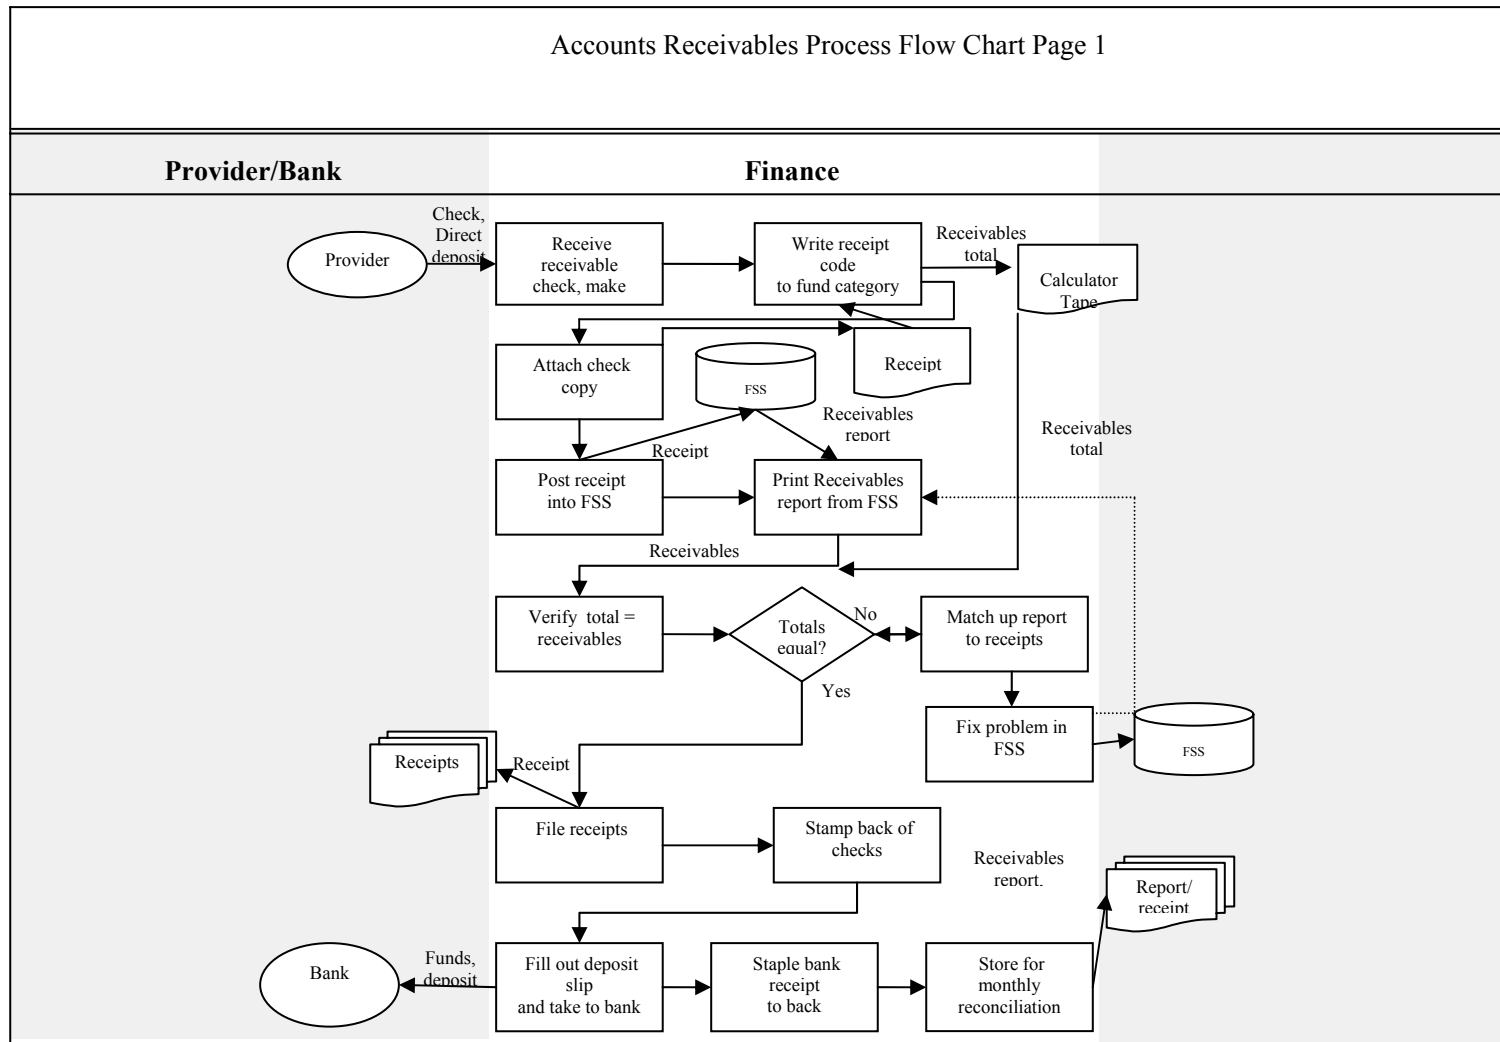 Accounts Receivables Process Flow Chart Page 1
Provider/Bank
Finance
Check,
Direct
deposit
Provider
Receive
receivable
check, make
Write receipt
code
to fund category
Receivables
total
Calculator
Tape
Attach check
copy
FSS
Receipt
Receivables
report
Receivables
total
Receipt
Post receipt
into FSS
Print Receivables
report from FSS
Receivables
Verify total =
receivables
Totals
equal?
No
Match up report
to receipts
Yes
Fix problem in
FSS
FSS
Receipts
Receipt
File receipts
Stamp back of
checks
Receivables
report,
Report/
receipt
Bank
Funds,
deposit
Fill out deposit
slip
and take to bank
Staple bank
receipt
to back
Store for
monthly
reconciliation